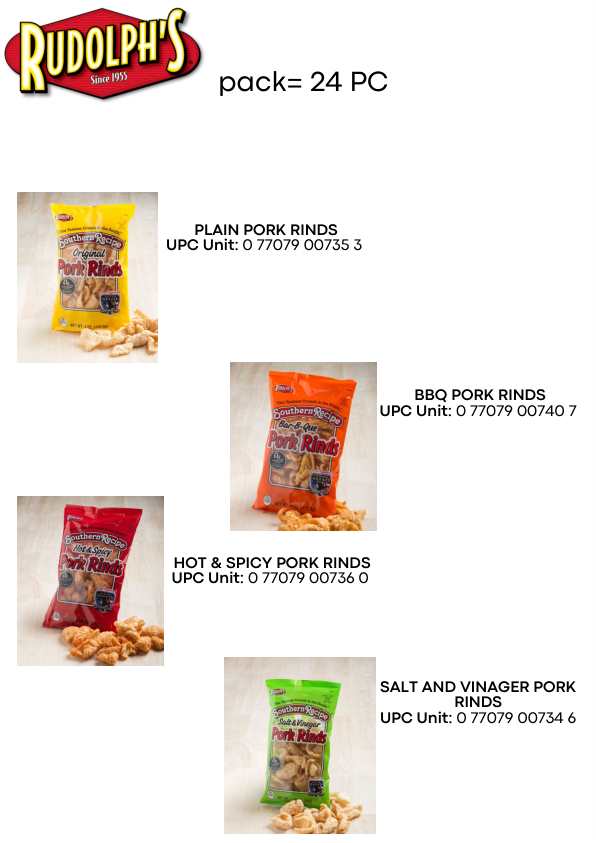 RUDOLPH'S
Since 1955
pack= 24 PC
PLAIN PORK RINDS
UPC Unit: 0 77079 00735 3
Southern Recipe
Original
Pork Rinds
BBQ PORK RINDS
UPC Unit: 0 77079 00740 7
Southern Recipe
Bar-B-Que
Pork Rinds
HOT & SPICY PORK RINDS
UPC Unit: 0 77079 00736 0
Southern Recipe
Hot & Spicy
Pork Rinds
SALT AND VINAGER PORK
RINDS
UPC Unit: 0 77079 00734 6
Southern Recipe
Salt & Vinegar
Pork Rinds